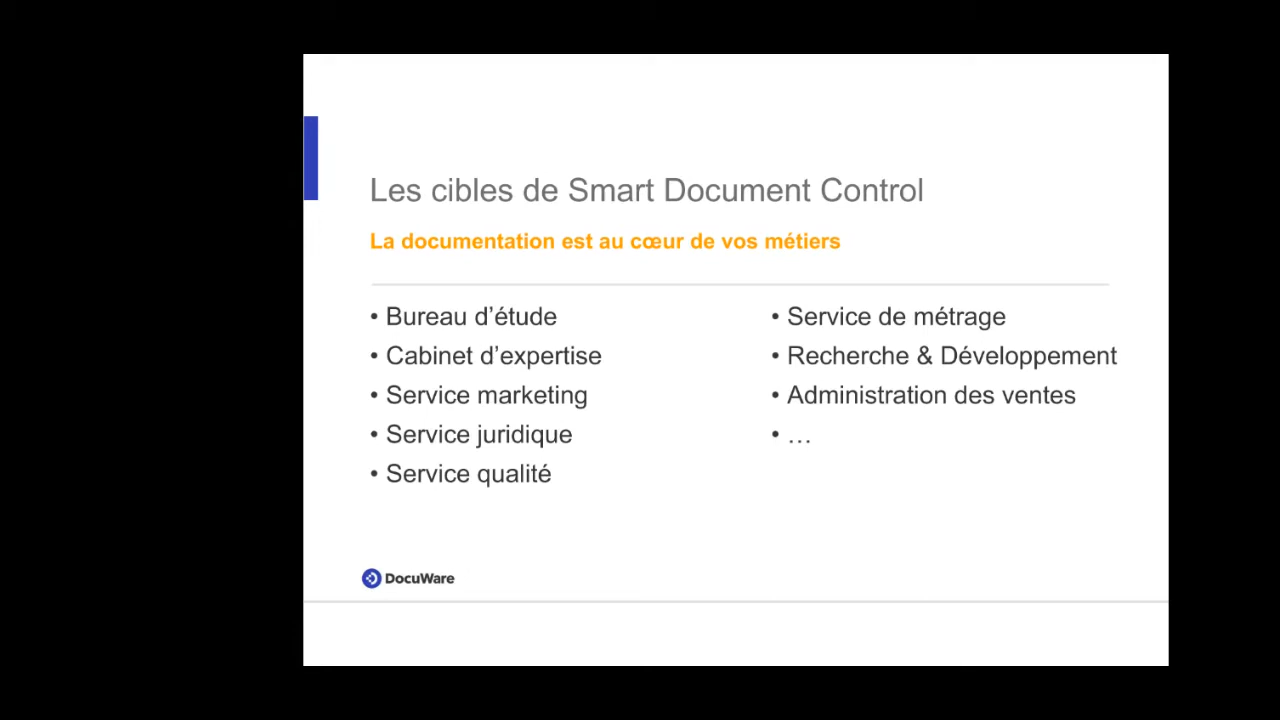 Les cibles de Smart Document Control
La documentation est au cœur de vos métiers
• Bureau d’étude
• Cabinet d’expertise
• Service marketing
• Service juridique
• Service qualité
• Service de métrage
• Recherche & Développement
• Administration des ventes
• …
DocuWare